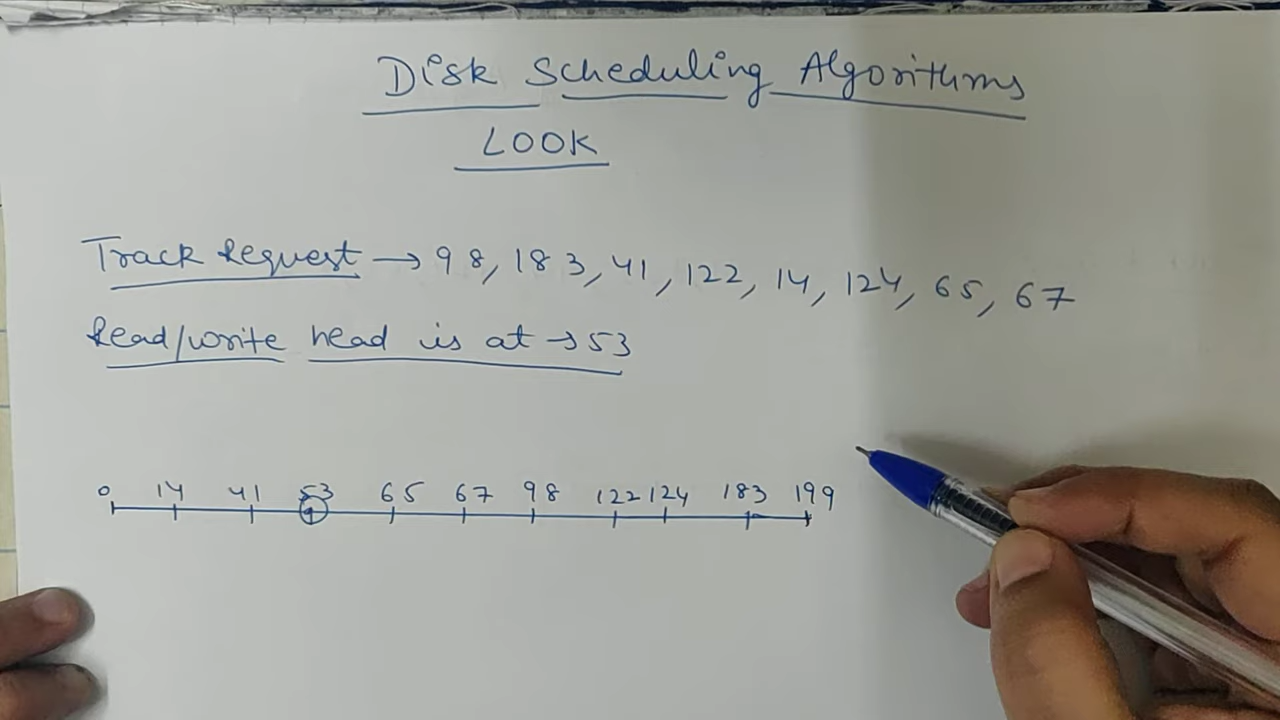 Disk Scheduling Algorithms
LOOK
Track Request → 98, 183, 41, 122, 14, 124, 65, 67
Read/write head is at → 53
0 14 41 53 65 67 98 122 124 183 199